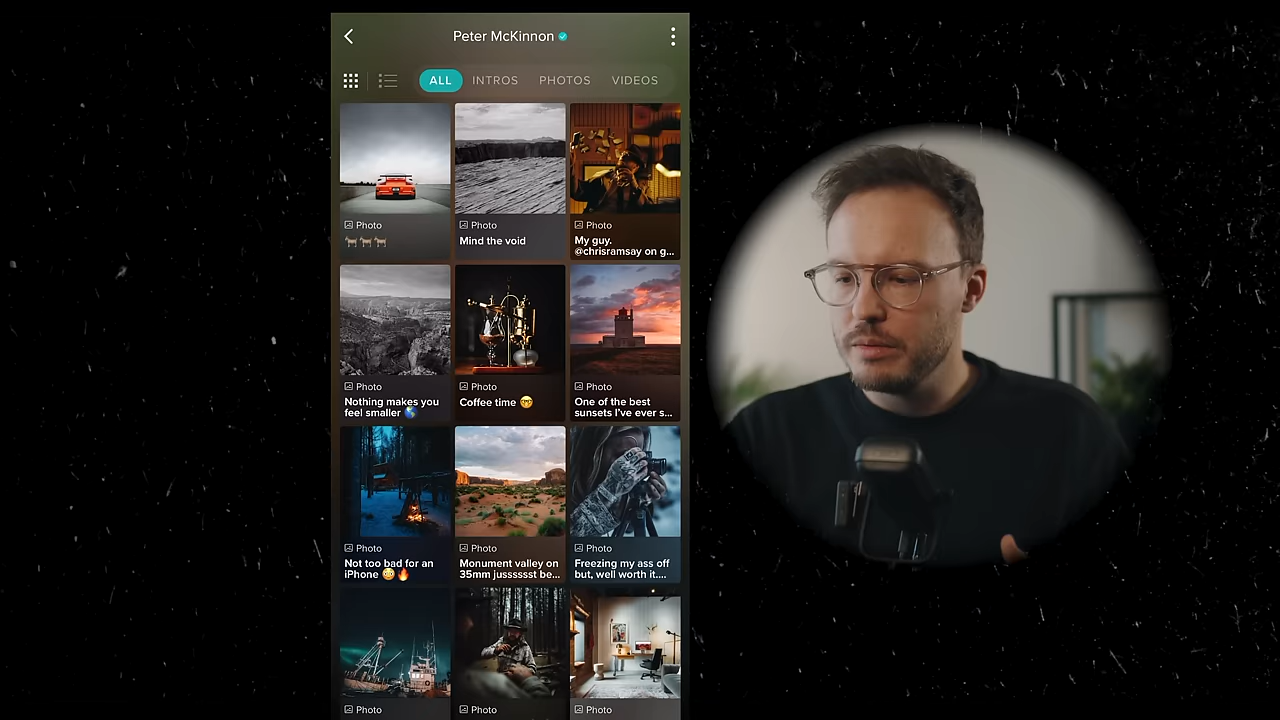 Peter McKinnon
ALL
INTROS
PHOTOS
VIDEOS
Photo
Photo
Mind the void
Photo
My guy.
@chrisramsay on g...
Photo
Nothing makes you
feel smaller 🌎
Photo
Coffee time 🤓
Photo
One of the best
sunsets I've ever s...
Photo
Not too bad for an
iPhone 😳🔥
Photo
Monument valley on
35mm jusssssst be...
Photo
Freezing my ass off
but, well worth it....
Photo
Photo
Photo